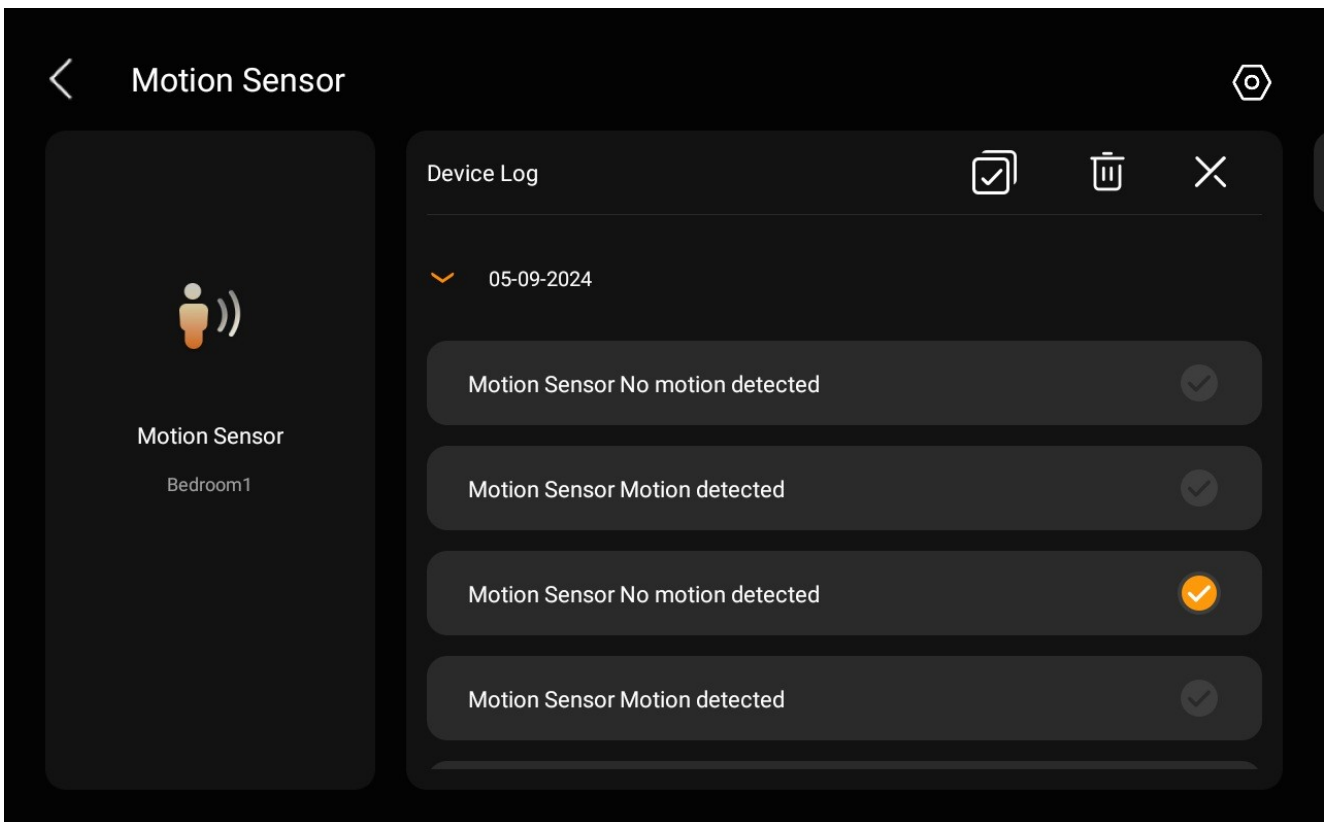 Motion Sensor
Device Log
05-09-2024
Motion Sensor No motion detected
Motion Sensor Motion detected
Motion Sensor No motion detected
Motion Sensor Motion detected
Motion Sensor
Bedroom1